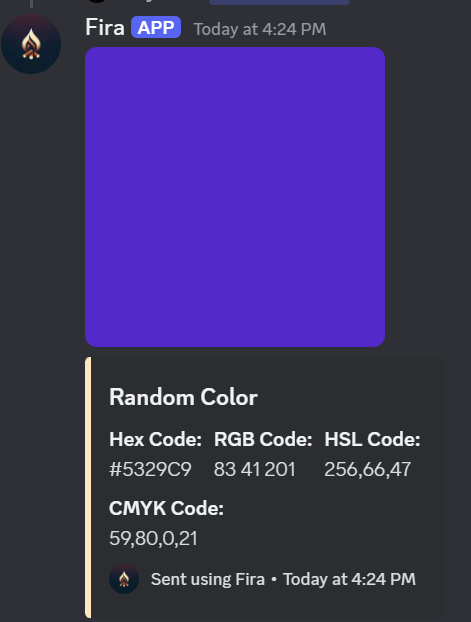 Fira APP Today at 4:24 PM
Random Color
Hex Code: RGB Code: HSL Code:
#5329C9 83 41 201 256,66,47
CMYK Code:
59,80,0,21
Sent using Fira • Today at 4:24 PM